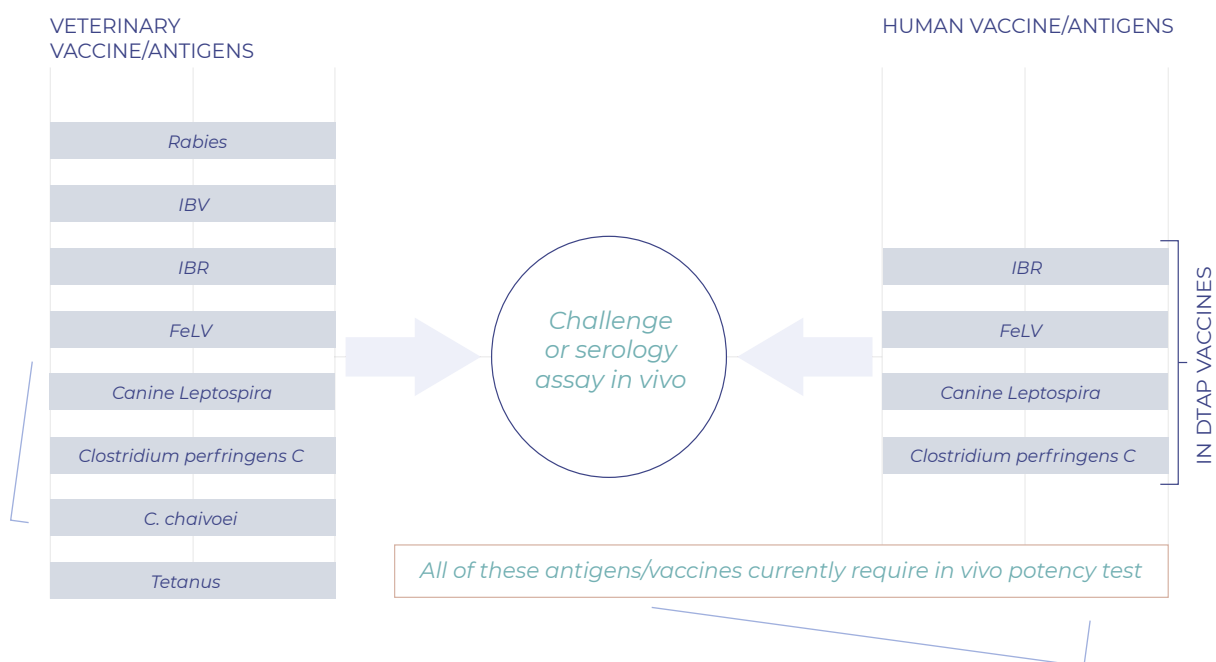 VETERINARY
VACCINE/ANTIGENS
Rabies
IBV
IBR
FeLV
Canine Leptospira
Clostridium perfringens C
C. chaivoei
Tetanus
Challenge
or serology
assay in vivo
HUMAN VACCINE/ANTIGENS
IBR
FeLV
Canine Leptospira
Clostridium perfringens C
IN DTAP VACCINES
All of these antigens/vaccines currently require in vivo potency test